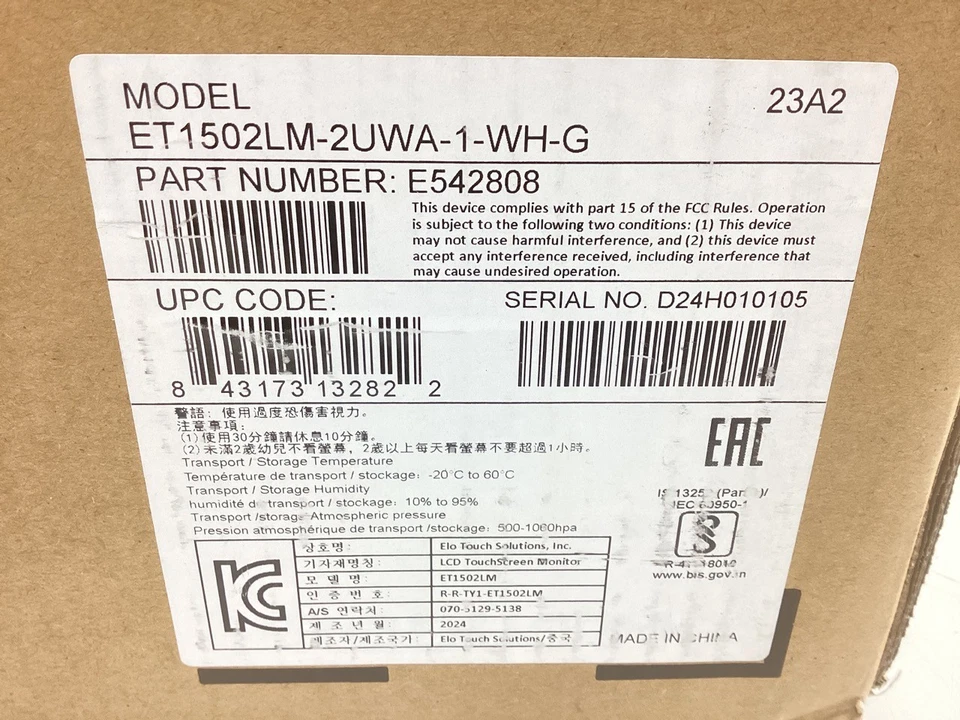 MODEL
23A2
ET1502LM-2UWA-1-WH-G
PART NUMBER: E542808
This device complies with part 15 of the FCC Rules. Operation
is subject to the following two conditions: (1) This device
may not cause harmful interference, and (2) this device must
accept any interference received, including interference that
may cause undesired operation.
UPC CODE:
SERIAL NO. D24H010105
8 43173 13282 2
警語: 使用過度恐傷害視力。
注意事項:
(1)使用30分鐘請休息10分鐘。
(2)未滿2歲幼兒不看螢幕, 2歲以上每天看螢幕不要超過1小時。
Transport / Storage Temperature
Température de transport / stockage: -20°C to 60°C
Transport / Storage Humidity
humidité d transport / stockage: 10% to 95%
Transport /storage Atmospheric pressure
Pression atmosphérique de transport /stockage: 500-1060hpa
EAC
IEC 60950-1
www.bis.gov.in
KC
상호명: Elo Touch Solutions, Inc.
기자재명칭: LCD TouchScreen Monitor
모 델 명: ET1502LM
인 증 번 호: R-R-TY1-ET1502LM
A/S 연락처: 070-5129-5138
제 조 년 월: 2024
제조자/제조국가: Elo Touch Solutions/중국
MADE IN CHINA